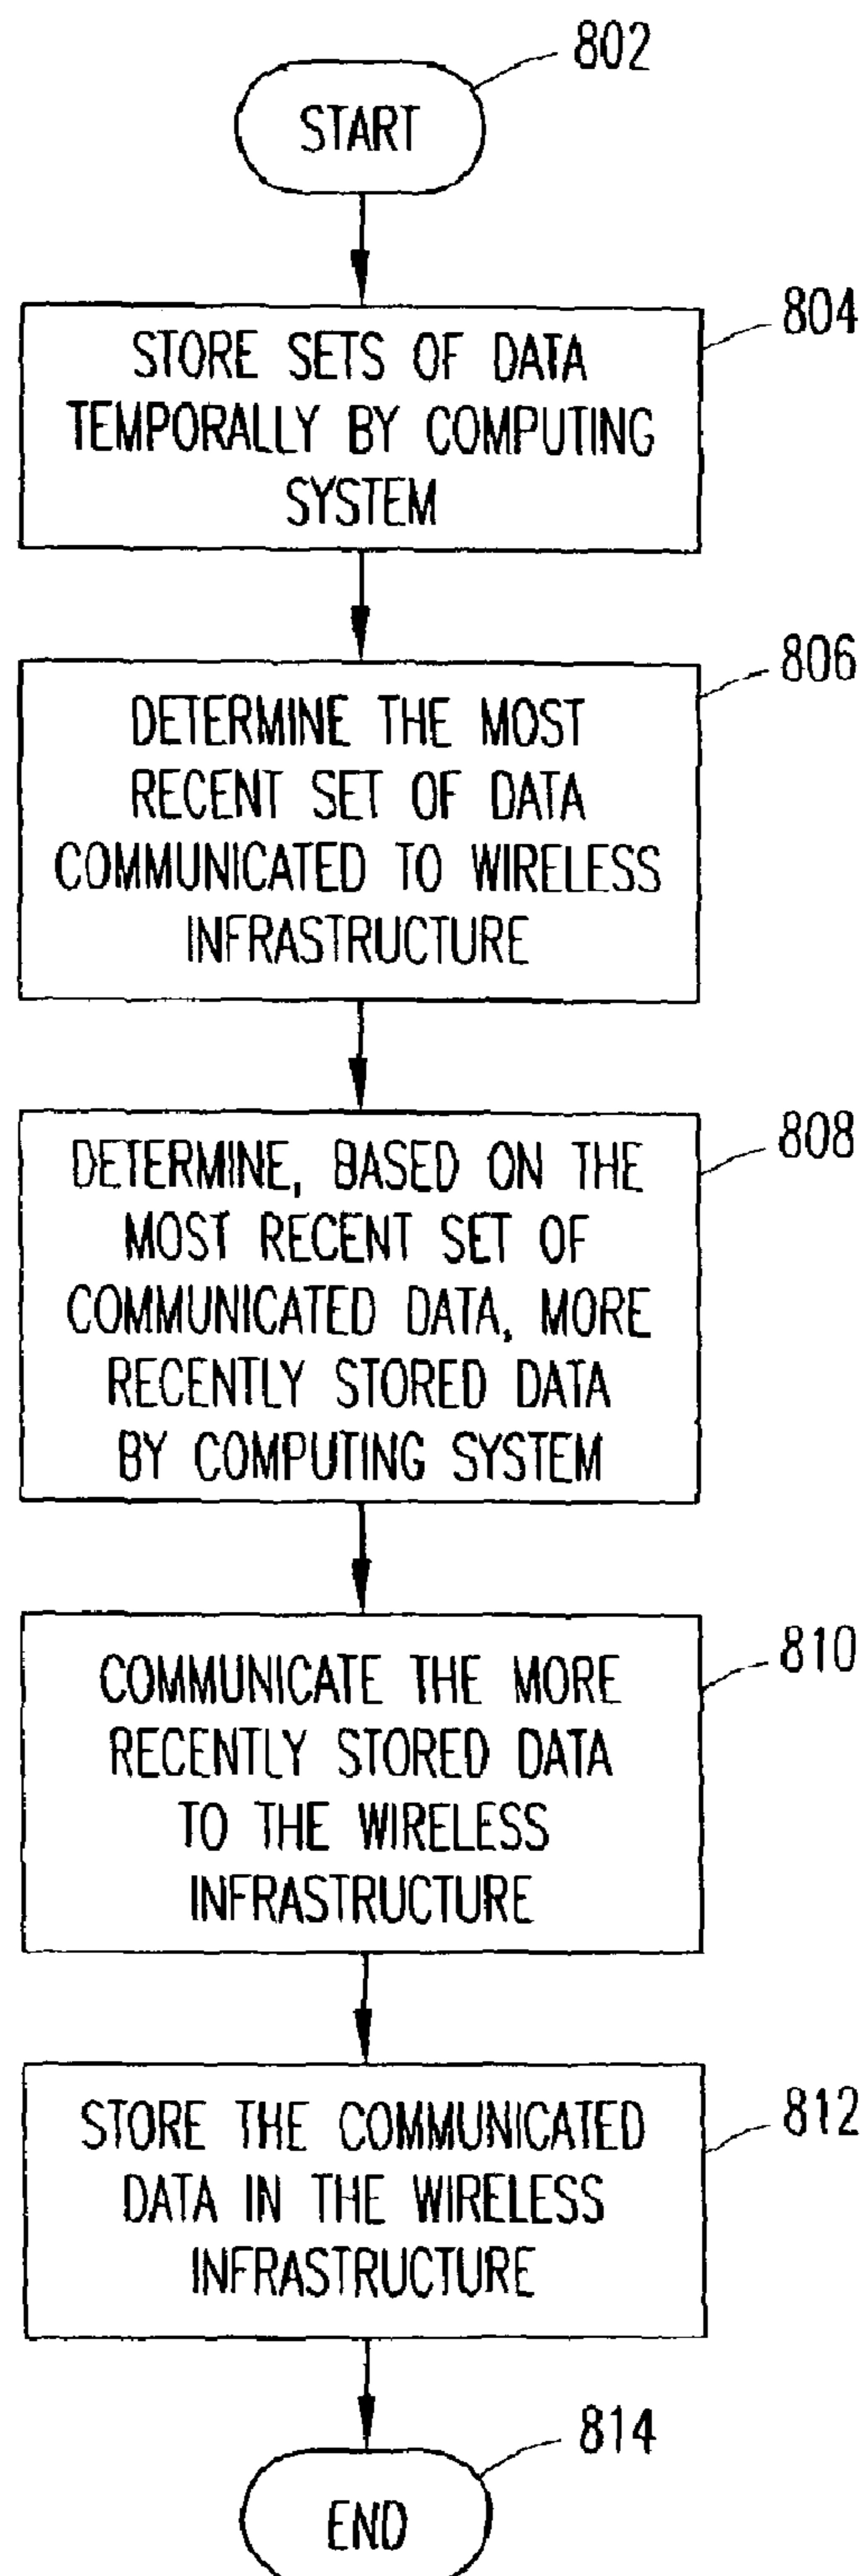 802
START
804
STORE SETS OF DATA
TEMPORALLY BY COMPUTING
SYSTEM
806
DETERMINE THE MOST
RECENT SET OF DATA
COMMUNICATED TO WIRELESS
INFRASTRUCTURE
808
DETERMINE, BASED ON THE
MOST RECENT SET OF
COMMUNICATED DATA, MORE
RECENTLY STORED DATA
BY COMPUTING SYSTEM
810
COMMUNICATE THE MORE
RECENTLY STORED DATA
TO THE WIRELESS
INFRASTRUCTURE
812
STORE THE COMMUNICATED
DATA IN THE WIRELESS
INFRASTRUCTURE
814
END